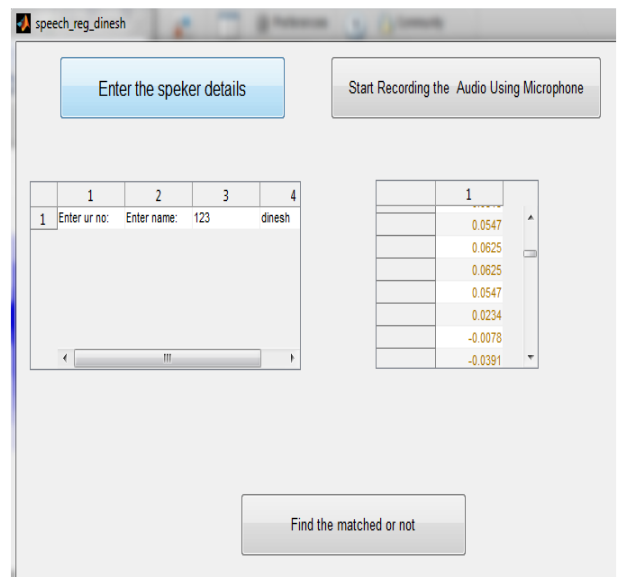 speech_reg_dinesh
Preferences Community
Enter the speker details
Start Recording the Audio Using Microphone
1 2 3 4
1 Enter ur no: Enter name: 123 dinesh
1
0.0547
0.0625
0.0625
0.0547
0.0234
-0.0078
-0.0391
Find the matched or not